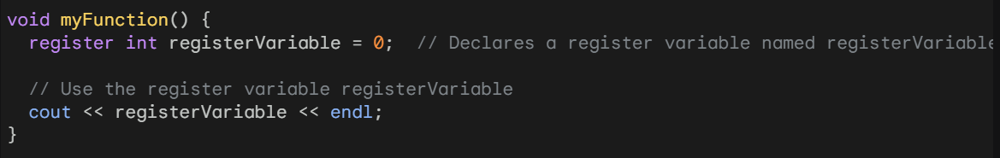 void myFunction() {
  register int registerVariable = 0;  // Declares a register variable named registerVariable
  // Use the register variable registerVariable
  cout << registerVariable << endl;
}